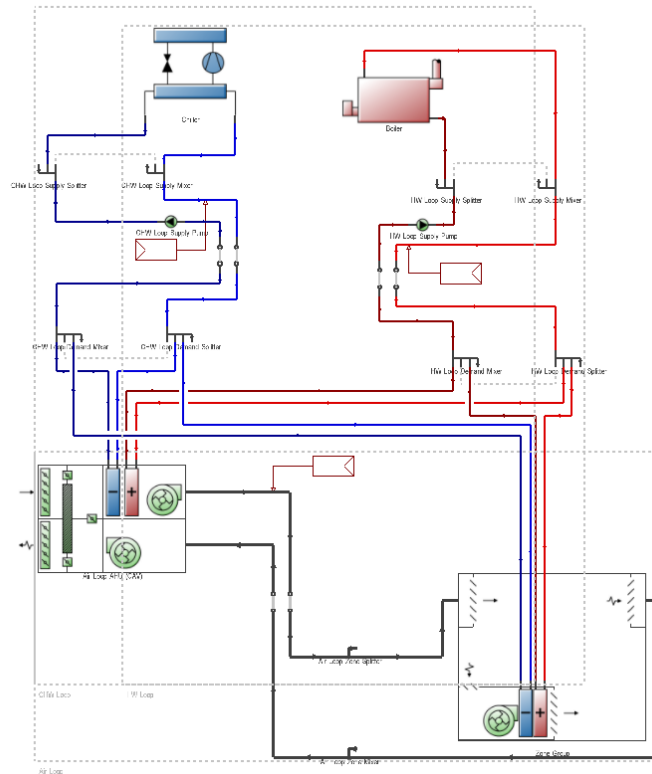 Chiller
Boiler
CHW Loop Supply Splitter
CHW Loop Supply Mixer
HW Loop Supply Splitter
HW Loop Supply Mixer
CHW Loop Supply Pump
HW Loop Supply Pump
CHW Loop Demand Mixer
CHW Loop Demand Splitter
HW Loop Demand Mixer
HW Loop Demand Splitter
Air Loop AHU (CAV)
Air Loop Zone Splitter
CHW Loop
HW Loop
Zone Group
Air Loop Zone Mixer
Air Loop